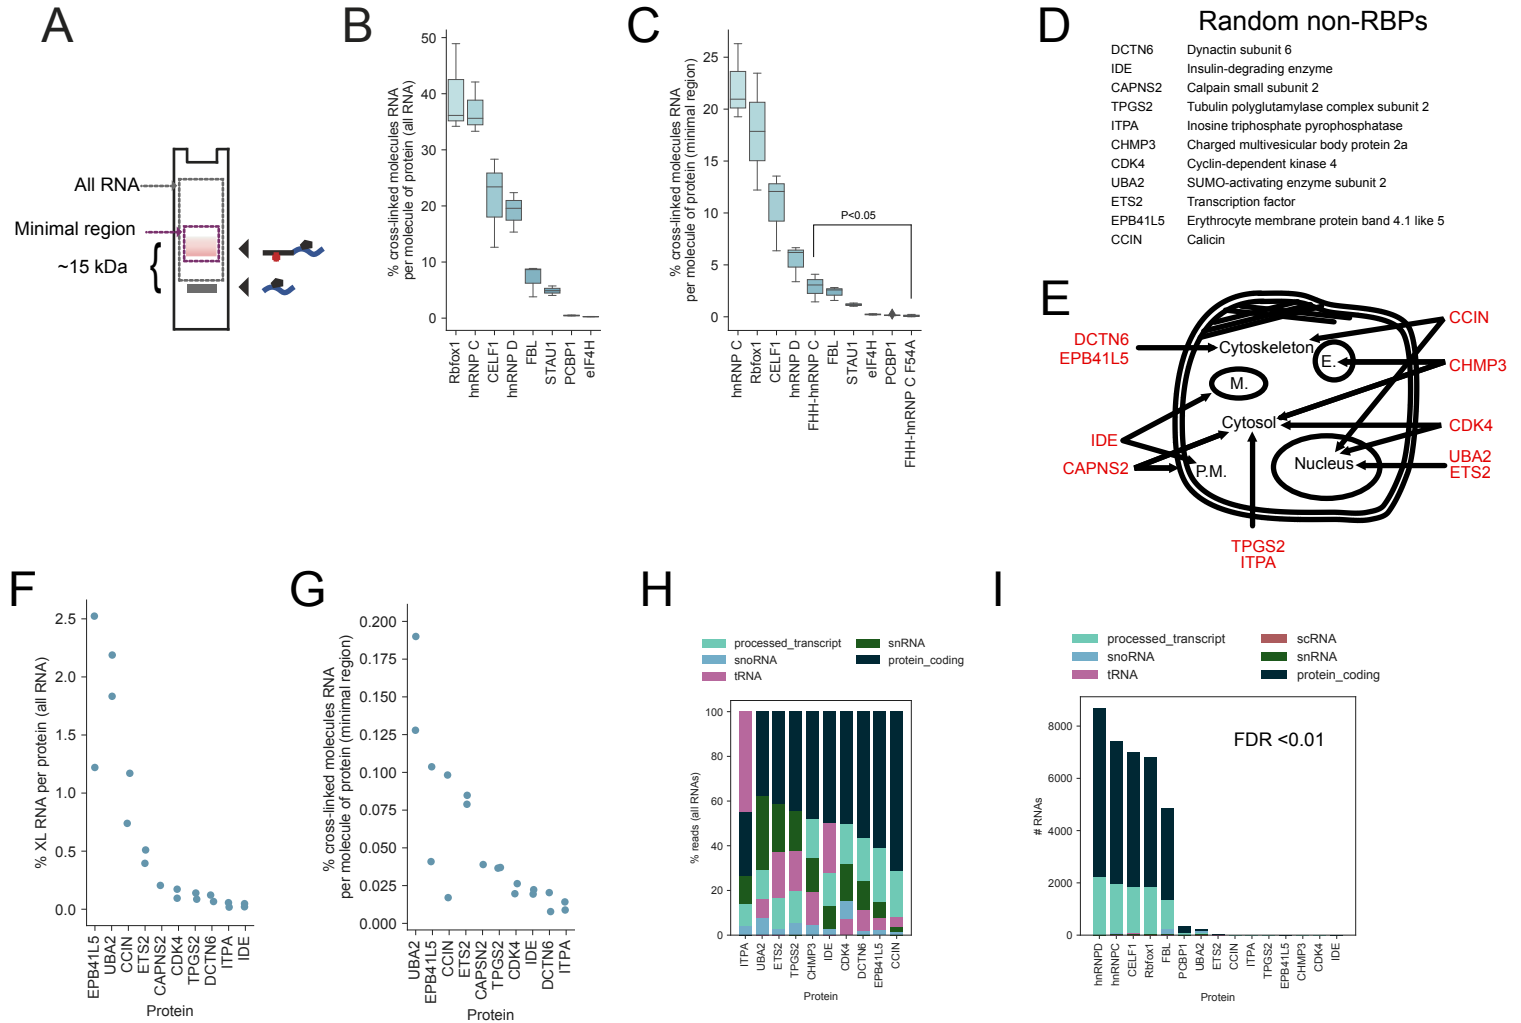 A
All RNA
Minimal region
~15 kDa
B
% cross-linked molecules RNA
per molecule of protein (all RNA)
50
40
30
20
10
0
Rbfox1
hnRNP C
CELF1
hnRNP D
FBL
STAU1
PCBP1
eIF4H
C
% cross-linked molecules RNA
per molecule of protein (minimal region)
25
20
15
10
5
0
P<0.05
hnRNP C
Rbfox1
CELF1
hnRNP D
FHH-hnRNP C
FBL
STAU1
eIF4H
PCBP1
FHH-hnRNP C F54A
D
Random non-RBPs
DCTN6 Dynactin subunit 6
IDE Insulin-degrading enzyme
CAPNS2 Calpain small subunit 2
TPGS2 Tubulin polyglutamylase complex subunit 2
ITPA Inosine triphosphate pyrophosphatase
CHMP3 Charged multivesicular body protein 2a
CDK4 Cyclin-dependent kinase 4
UBA2 SUMO-activating enzyme subunit 2
ETS2 Transcription factor
EPB41L5 Erythrocyte membrane protein band 4.1 like 5
CCIN Calicin
E
DCTN6
EPB41L5
IDE
CAPNS2
Cytoskeleton
E.
M.
Cytosol
Nucleus
P.M.
CCIN
CHMP3
CDK4
UBA2
ETS2
TPGS2
ITPA
F
% XL RNA per protein (all RNA)
2.5
2.0
1.5
1.0
0.5
0.0
EPB41L5
UBA2
CCIN
ETS2
CAPNS2
CDK4
TPGS2
DCTN6
ITPA
IDE
Protein
G
% cross-linked molecules RNA
per molecule of protein (minimal region)
0.200
0.175
0.150
0.125
0.100
0.075
0.050
0.025
0.000
UBA2
EPB41L5
CCIN
ETS2
CAPSN2
TPGS2
CDK4
IDE
DCTN6
ITPA
Protein
H
processed_transcript
snoRNA
tRNA
snRNA
protein_coding
% reads (all RNAs)
100
80
60
40
20
0
ITPA
UBA2
ETS2
TPGS2
CHMP3
IDE
CDK4
DCTN6
EPB41L5
CCIN
Protein
I
processed_transcript
snoRNA
tRNA
scRNA
snRNA
protein_coding
FDR <0.01
# RNAs
8000
6000
4000
2000
0
hnRNPD
hnRNPC
CELF1
Rbfox1
FBL
PCBP1
UBA2
ETS2
CCIN
ITPA
TPGS2
EPB41L5
CHMP3
CDK4
IDE
Protein